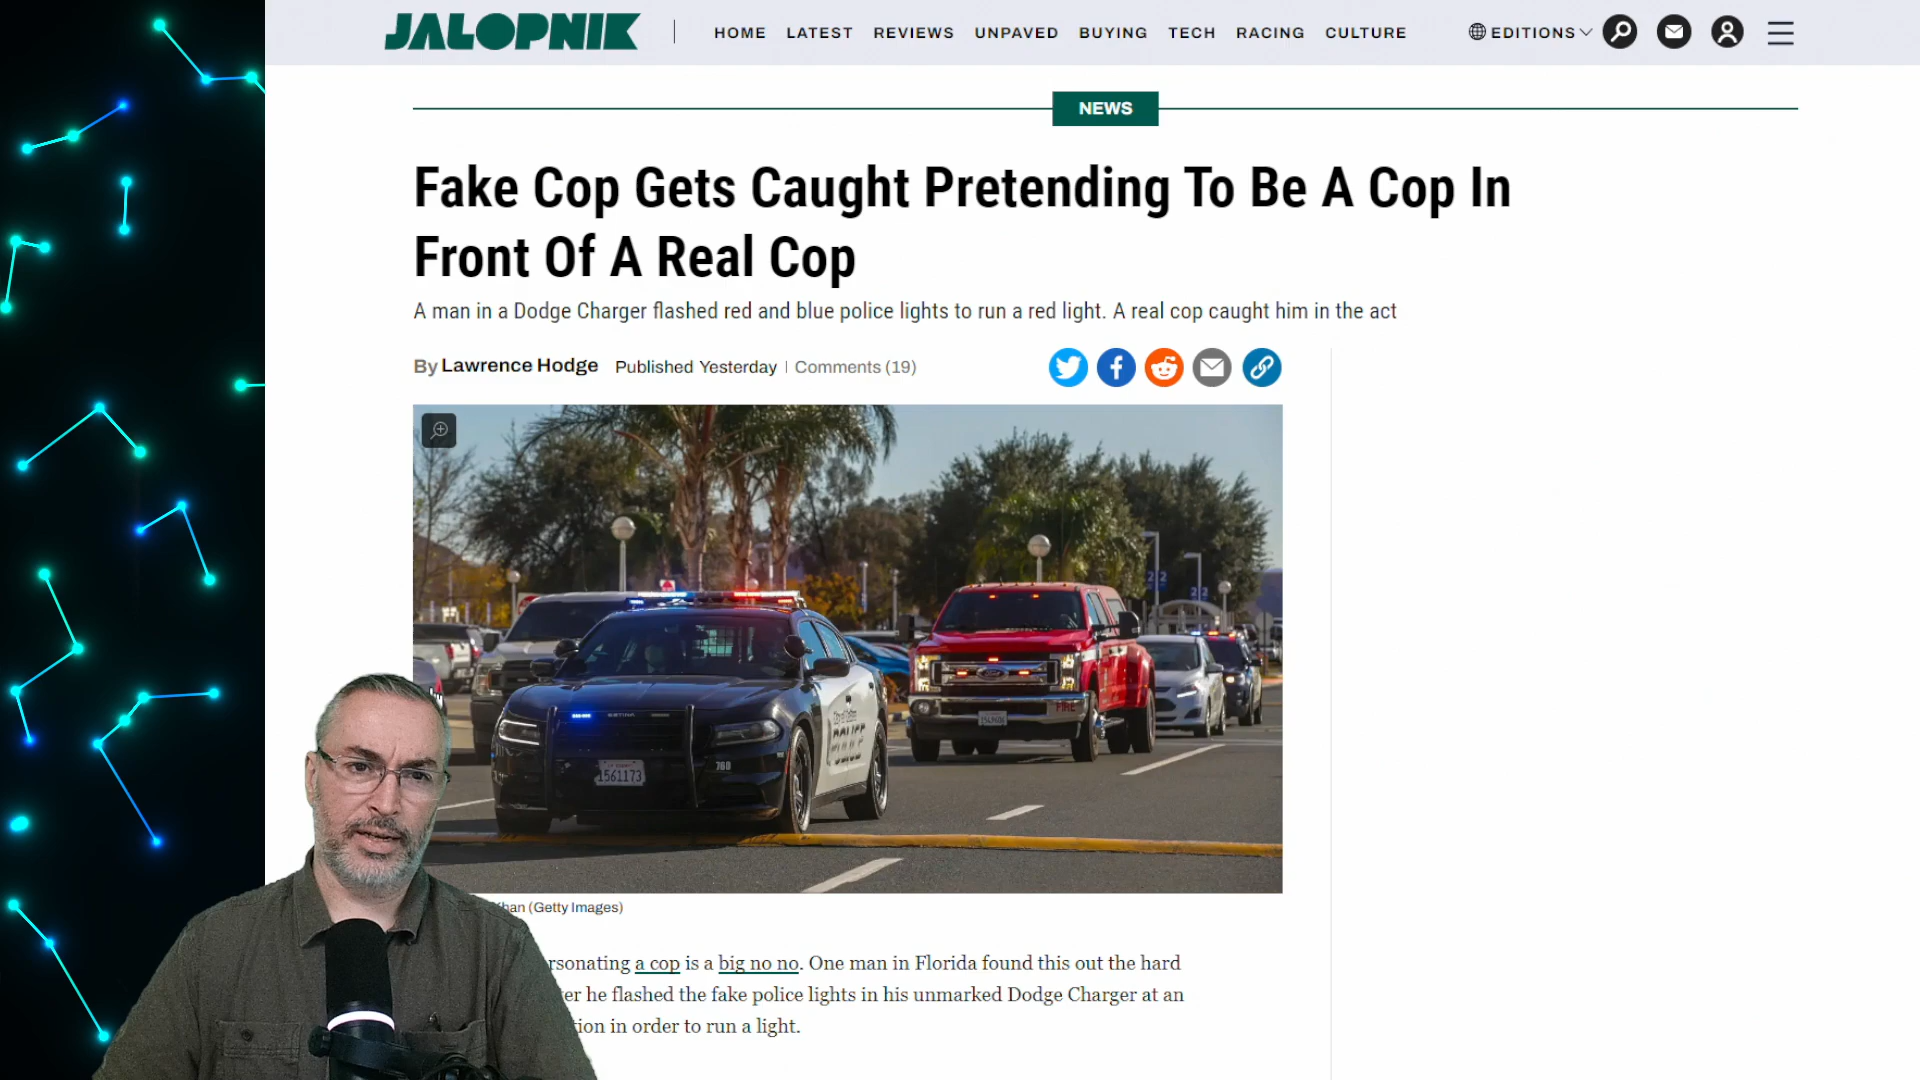 JALOPNIK
HOME LATEST REVIEWS UNPAVED BUYING TECH RACING CULTURE
EDITIONS
NEWS
Fake Cop Gets Caught Pretending To Be A Cop In
Front Of A Real Cop
A man in a Dodge Charger flashed red and blue police lights to run a red light. A real cop caught him in the act
By Lawrence Hodge Published Yesterday | Comments (19)
1561173
760
POLICE
FIRE
(Getty Images)
a cop is a big no no. One man in Florida found this out the hard
he flashed the fake police lights in his unmarked Dodge Charger at an
in order to run a light.